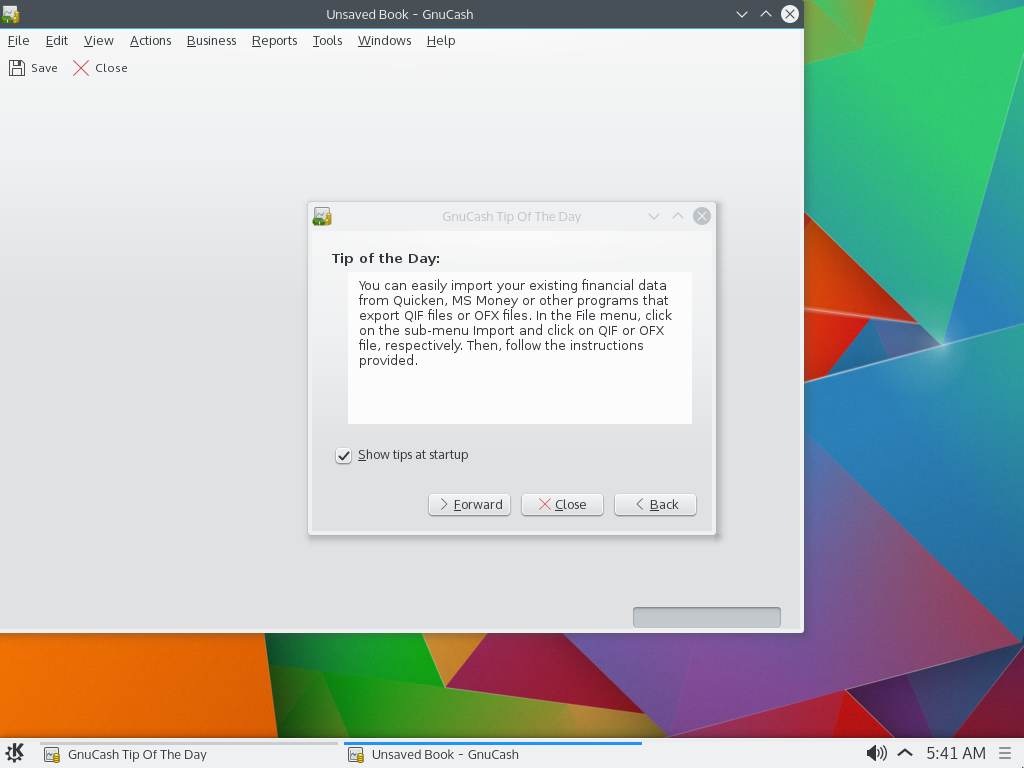 Unsaved Book – GnuCash
File Edit View Actions Business Reports Tools Windows Help
Save Close
GnuCash Tip Of The Day
Tip of the Day:
You can easily import your existing financial data
from Quicken, MS Money or other programs that
export QIF files or OFX files. In the File menu, click
on the sub-menu Import and click on QIF or OFX
file, respectively. Then, follow the instructions
provided.
Show tips at startup
Forward Close Back
GnuCash Tip Of The Day Unsaved Book – GnuCash 5:41 AM